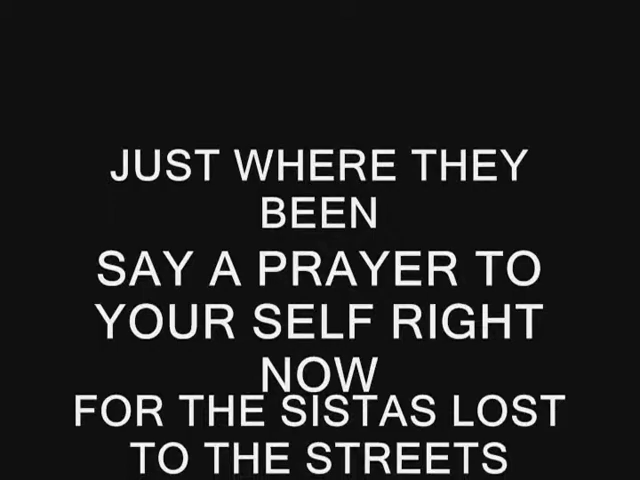 JUST WHERE THEY
BEEN
SAY A PRAYER TO
YOUR SELF RIGHT
NOW
FOR THE SISTAS LOST
TO THE STREETS